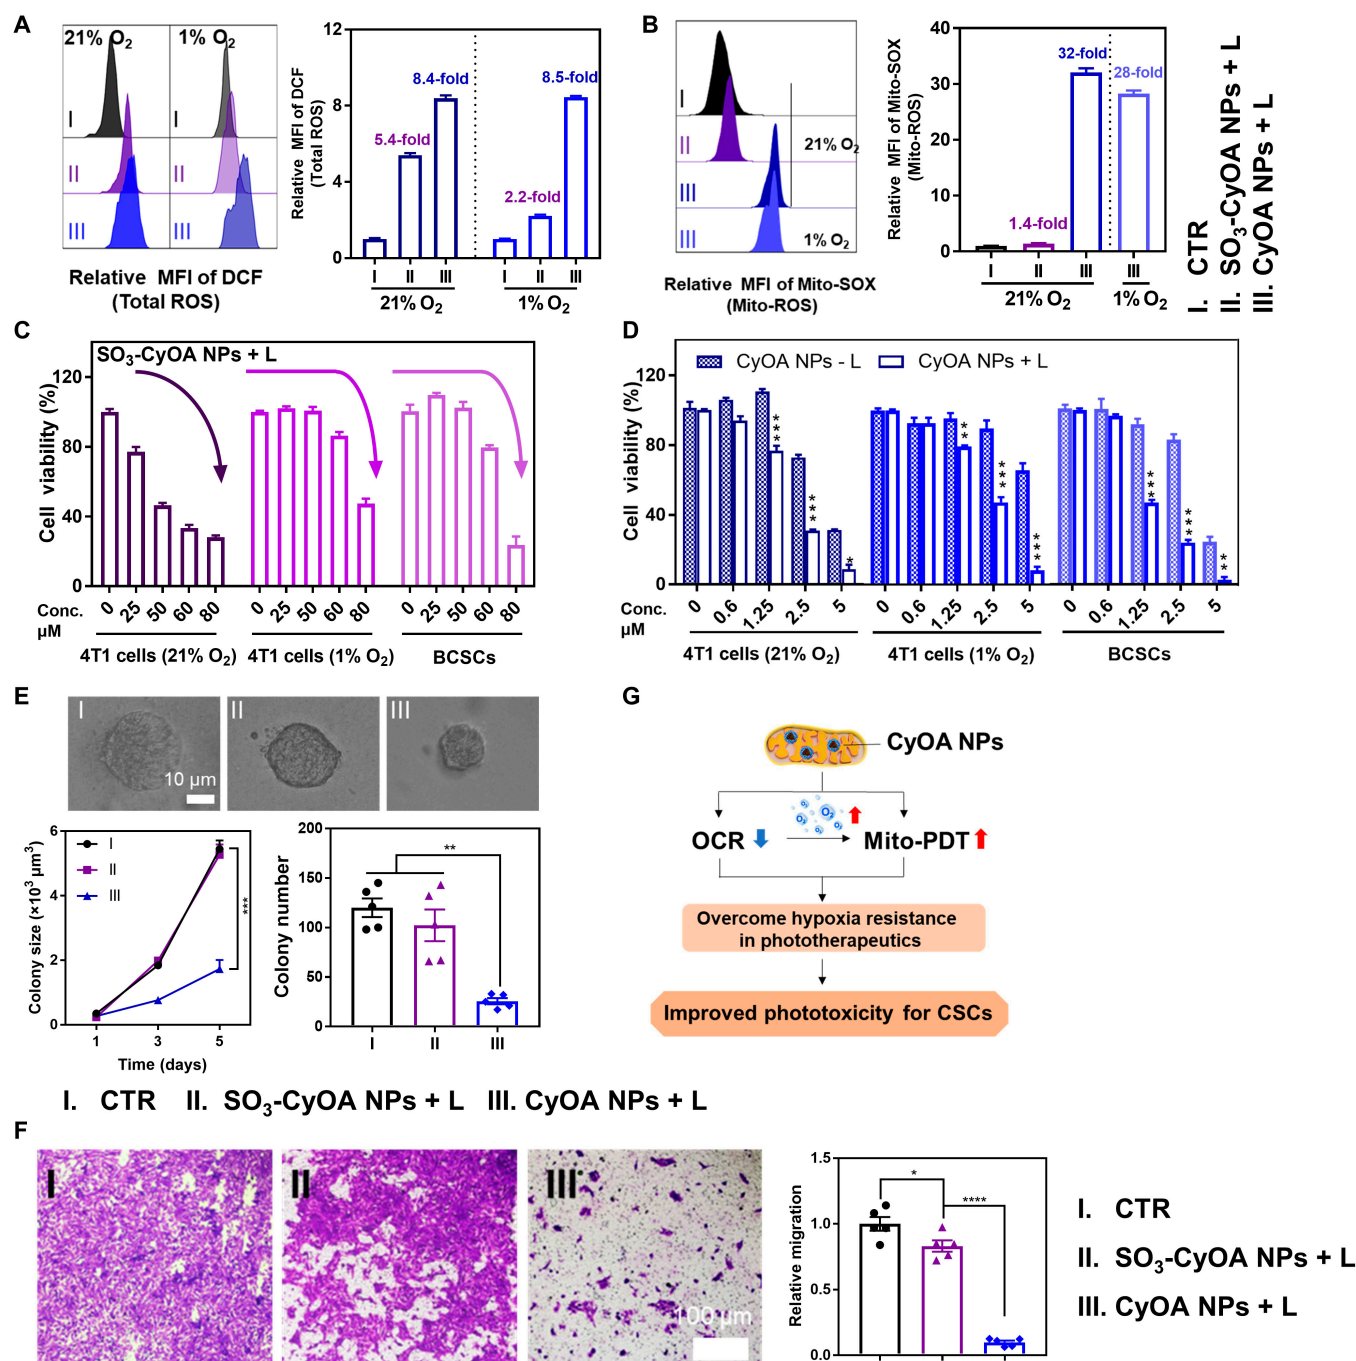 A
21% O2
1% O2
I
I
II
II
III
III
Relative MFI of DCF
(Total ROS)
Relative MFI of DCF
(Total ROS)
12
8
4
0
5.4-fold
8.4-fold
2.2-fold
8.5-fold
I II III I II III
21% O2
1% O2
B
I
II
III
III
21% O2
1% O2
Relative MFI of Mito-SOX
(Mito-ROS)
Relative MFI of Mito-SOX
(Mito-ROS)
40
30
20
10
0
1.4-fold
32-fold
28-fold
I II III III
21% O2
1% O2
I. CTR
II. SO3-CyOA NPs + L
III. CyOA NPs + L
C
SO3-CyOA NPs + L
Cell viability (%)
120
80
40
0
Conc.
μM
0 25 50 60 80 0 25 50 60 80 0 25 50 60 80
4T1 cells (21% O2)
4T1 cells (1% O2)
BCSCs
D
CyOA NPs - L
CyOA NPs + L
Cell viability (%)
120
80
40
0
***
***
*
**
***
***
***
***
**
Conc.
μM
0 0.6 1.25 2.5 5 0 0.6 1.25 2.5 5 0 0.6 1.25 2.5 5
4T1 cells (21% O2)
4T1 cells (1% O2)
BCSCs
E
I
II
III
10 μm
Colony size (×10³ μm³)
6
4
2
0
I
II
III
***
1 3 5
Time (days)
Colony number
200
150
100
50
0
**
I II III
I. CTR II. SO3-CyOA NPs + L III. CyOA NPs + L
G
CyOA NPs
O2
O2
O2
O2
OCR
Mito-PDT
Overcome hypoxia resistance
in phototherapeutics
Improved phototoxicity for CSCs
F
I
II
III
100 μm
Relative migration
1.5
1.0
0.5
0.0
*
****
I. CTR
II. SO3-CyOA NPs + L
III. CyOA NPs + L